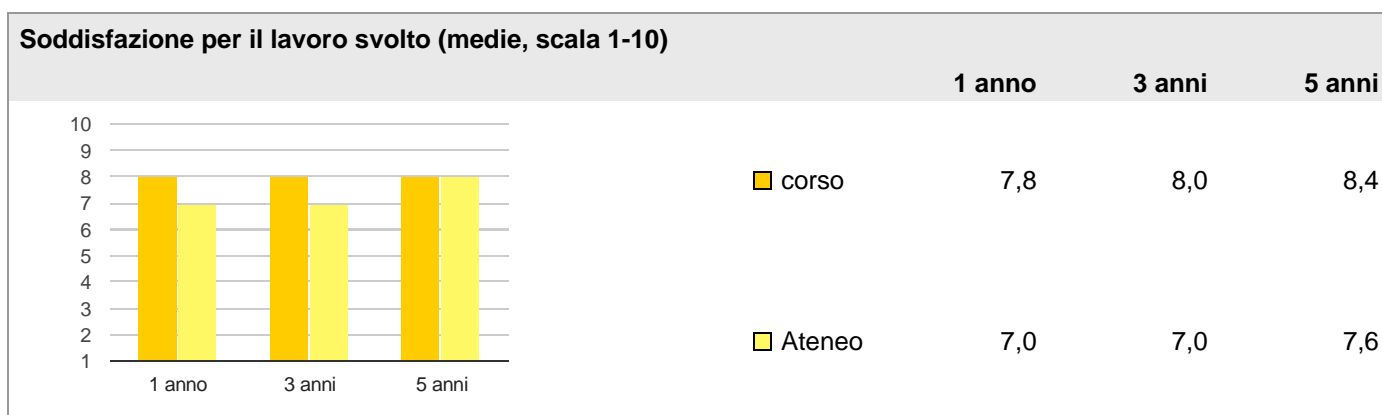 Soddisfazione per il lavoro svolto (medie, scala 1-10)
1 anno 3 anni 5 anni
10
9
8
7
6
5
4
3
2
1
1 anno 3 anni 5 anni
corso 7,8 8,0 8,4
Ateneo 7,0 7,0 7,6